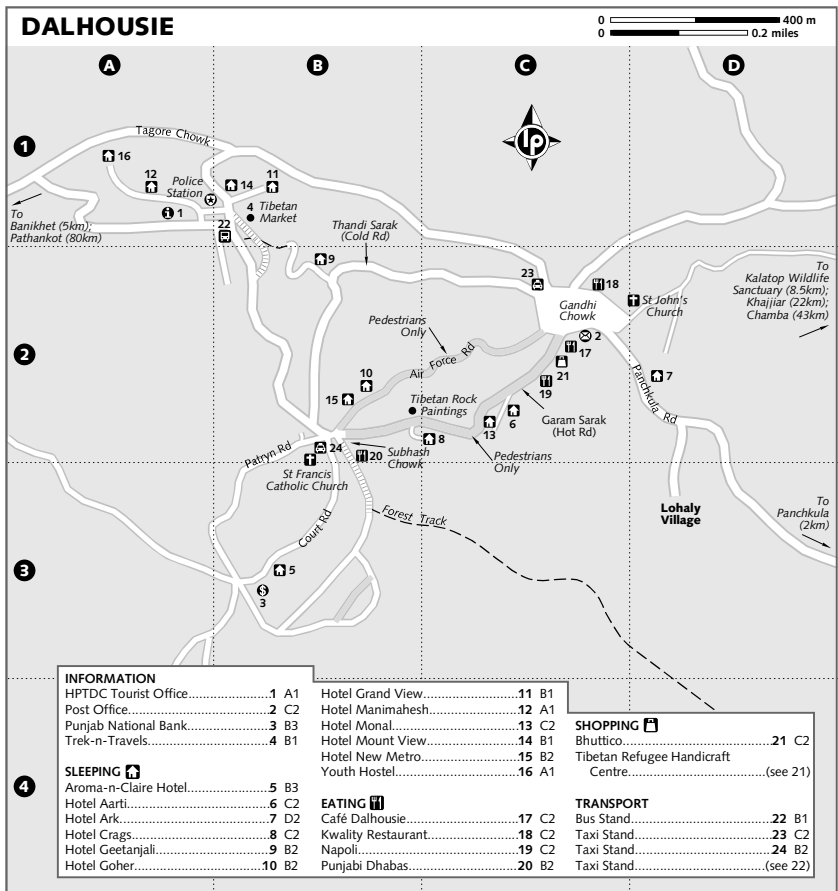 DALHOUSIE
0 400 m
0 0.2 miles
A
B
C
D
1
Tagore Chowk
lp
16
12
Police
Station
14
11
1
4
Tibetan
Market
To
Banikhet (5km);
Pathankot (80km)
22
Thandi Sarak
(Cold Rd)
9
23
18
To
Kalatop Wildlife
Sanctuary (8.5km);
Khajjiar (22km);
Chamba (43km)
Gandhi
Chowk
St John's
Church
2
Pedestrians
Only
2
17
Air Force Rd
10
21
7
15
19
Panchkula Rd
Tibetan Rock
Paintings
13
6
Garam Sarak
(Hot Rd)
8
Patryn Rd
24
Subhash
Chowk
20
Pedestrians
Only
St Francis
Catholic Church
Lohaly
Village
To
Panchkula
(2km)
Forest Track
Court Rd
3
5
$
3
INFORMATION
HPTDC Tourist Office........................1 A1
Post Office........................2 C2
Punjab National Bank........................3 B3
Trek-n-Travels........................4 B1
SLEEPING
Aroma-n-Claire Hotel........................5 B3
Hotel Aarti........................6 C2
Hotel Ark........................7 D2
Hotel Crags........................8 C2
Hotel Geetanjali........................9 B2
Hotel Goher........................10 B2
Hotel Grand View........................11 B1
Hotel Manimahesh........................12 A1
Hotel Monal........................13 C2
Hotel Mount View........................14 B1
Hotel New Metro........................15 B2
Youth Hostel........................16 A1
EATING
Café Dalhousie........................17 C2
Kwality Restaurant........................18 C2
Napoli........................19 C2
Punjabi Dhabas........................20 B2
SHOPPING
Bhuttico........................21 C2
Tibetan Refugee Handicraft
Centre........................(see 21)
TRANSPORT
Bus Stand........................22 B1
Taxi Stand........................23 C2
Taxi Stand........................24 B2
Taxi Stand........................(see 22)
4